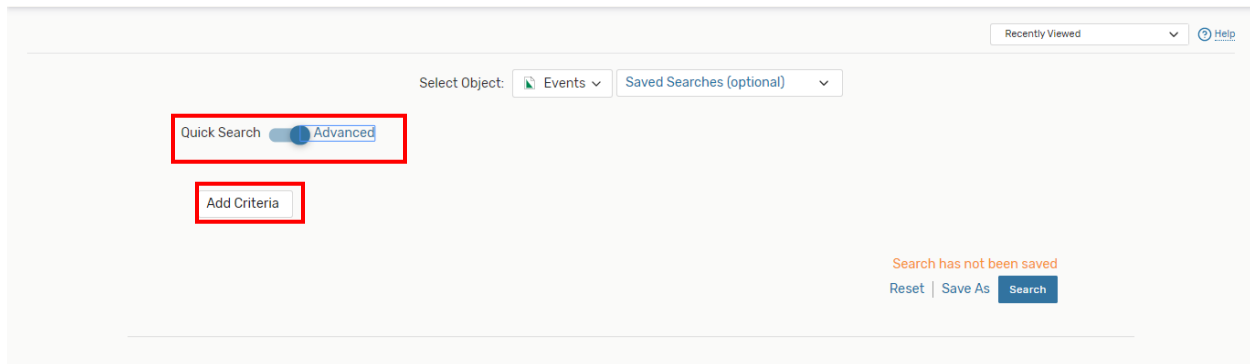 Recently Viewed
Help
Select Object: Events Saved Searches (optional)
Quick Search Advanced
Add Criteria
Search has not been saved
Reset | Save As Search